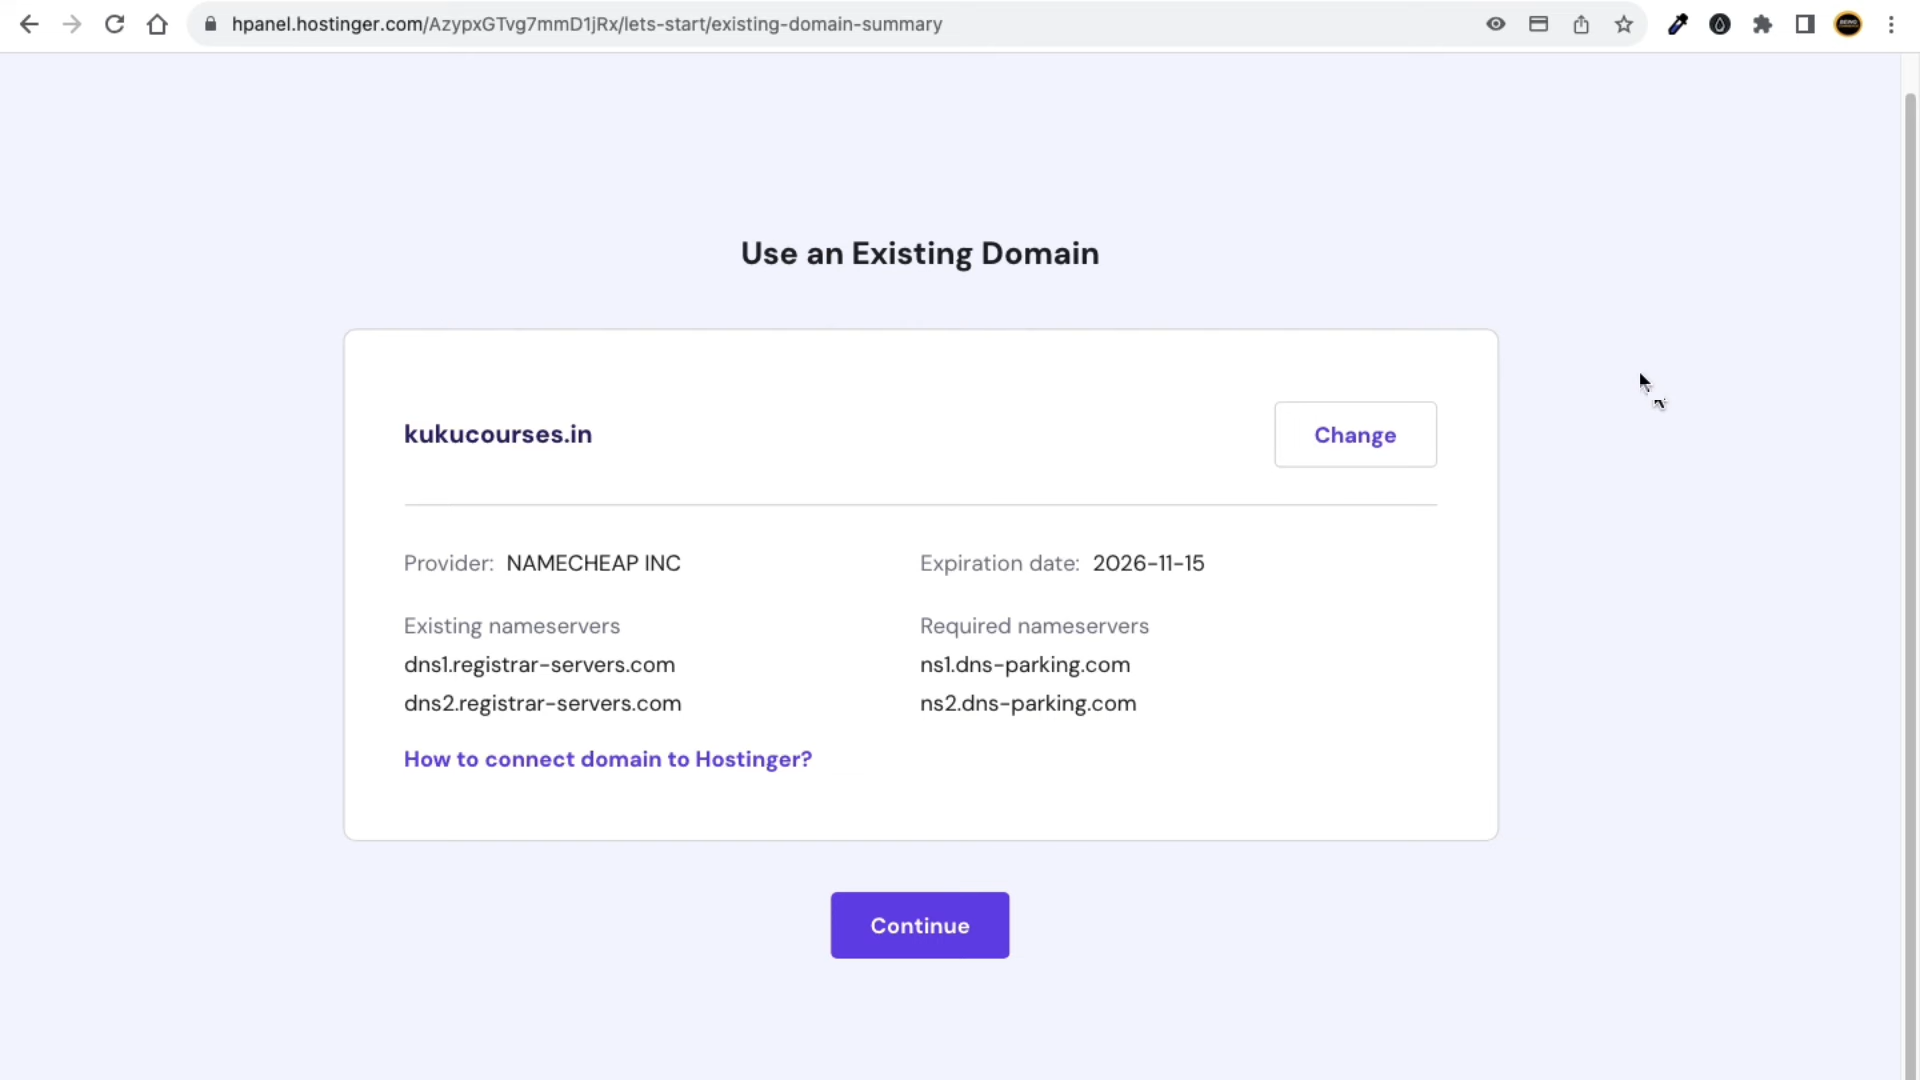 hpanel.hostinger.com/AzypxGTvg7mmD1jRx/lets-start/existing-domain-summary
Use an Existing Domain
kukucourses.in
Change
Provider: NAMECHEAP INC
Expiration date: 2026-11-15
Existing nameservers
dns1.registrar-servers.com
dns2.registrar-servers.com
Required nameservers
ns1.dns-parking.com
ns2.dns-parking.com
How to connect domain to Hostinger?
Continue